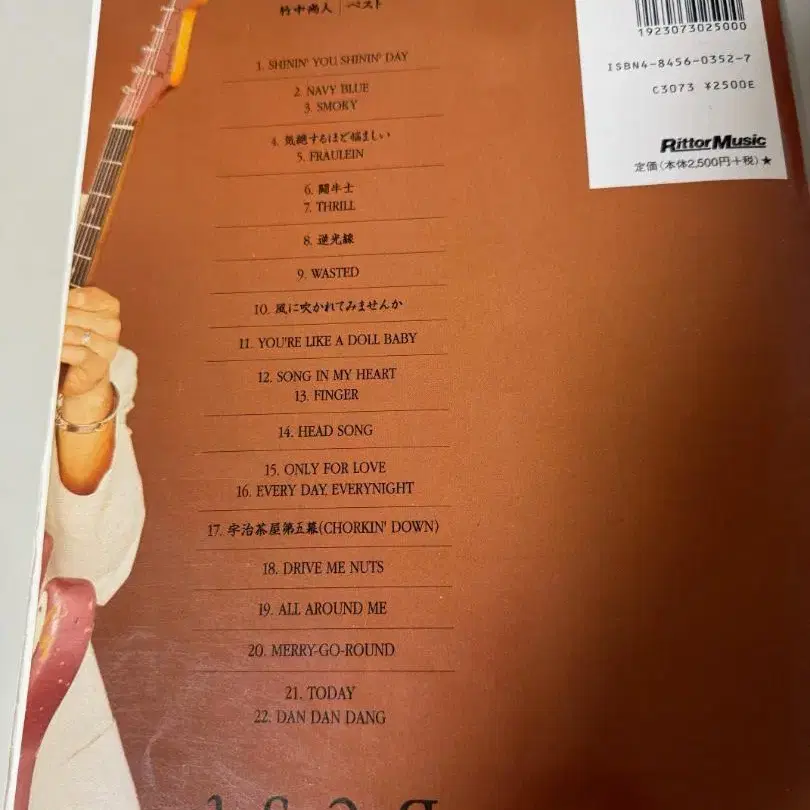 竹中尚人|ベスト
1. SHININ' YOU SHININ' DAY
2. NAVY BLUE
3. SMOKY
4. 気絶するほど悩ましい
5. FRÄULEIN
6. 闘牛士
7. THRILL
8. 逆光線
9. WASTED
10. 風に吹かれてみませんか
11. YOU'RE LIKE A DOLL BABY
12. SONG IN MY HEART
13. FINGER
14. HEAD SONG
15. ONLY FOR LOVE
16. EVERY DAY, EVERYNIGHT
17. 宇治茶屋第五幕(CHORKIN' DOWN)
18. DRIVE ME NUTS
19. ALL AROUND ME
20. MERRY-GO-ROUND
21. TODAY
22. DAN DAN DANG
1923073025000
ISBN4-8456-0352-7
C3073 ¥2500E
RittorMusic
定価(本体2,500円+税)★